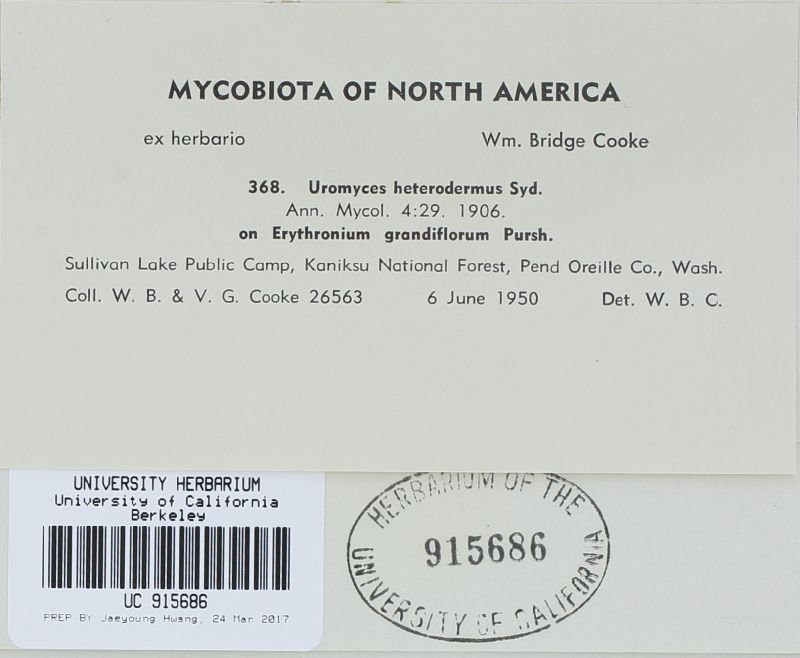 MYCOBIOTA OF NORTH AMERICA
ex herbario Wm. Bridge Cooke
368. Uromyces heterodermus Syd.
Ann. Mycol. 4:29. 1906.
on Erythronium grandiflorum Pursh.
Sullivan Lake Public Camp, Kaniksu National Forest, Pend Oreille Co., Wash.
Coll. W. B. & V. G. Cooke 26563 6 June 1950 Det. W. B. C.
UNIVERSITY HERBARIUM
University of California
Berkeley
UC 915686
PREP BY Jaeyoung Hwang, 24 Mar 2017
HERBARIUM OF THE
915686
UNIVERSITY OF CALIFORNIA